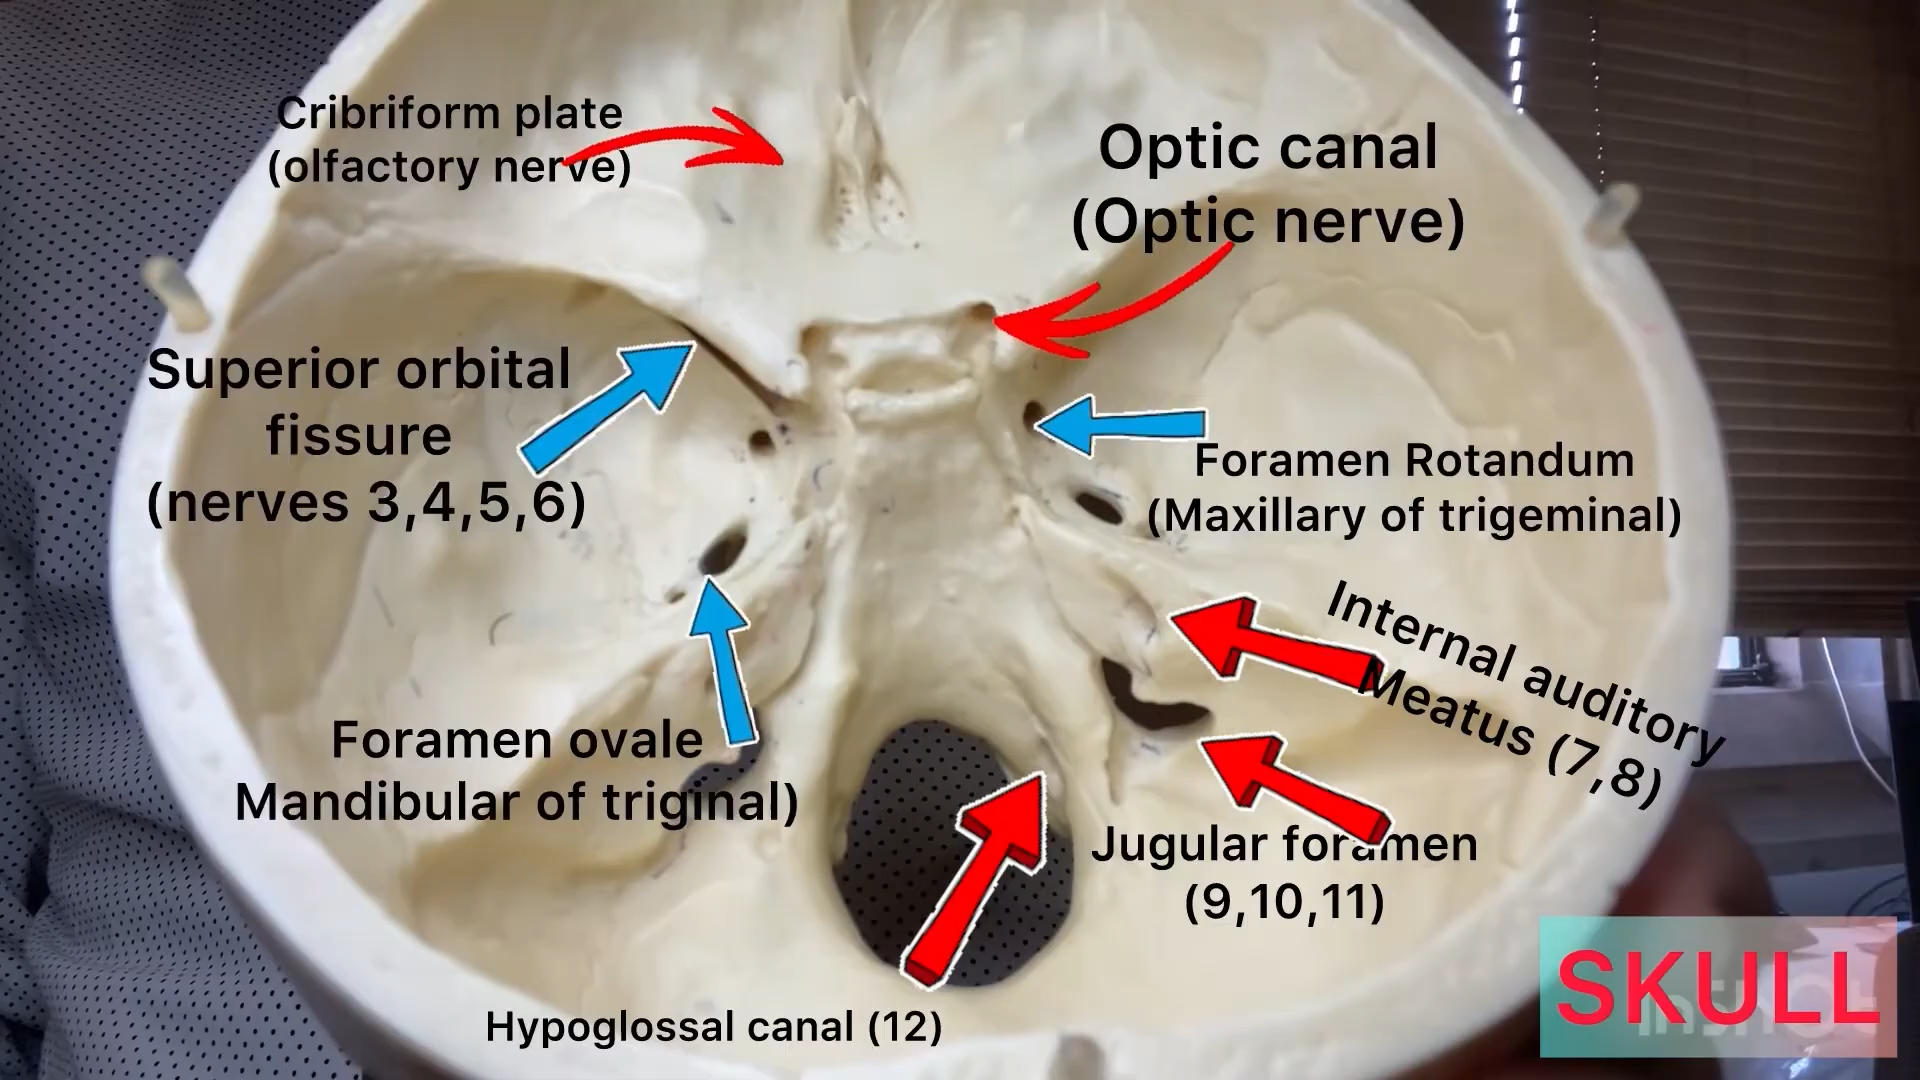 Cribriform plate
(olfactory nerve)
Optic canal
(Optic nerve)
Superior orbital
fissure
(nerves 3,4,5,6)
Foramen Rotandum
(Maxillary of trigeminal)
Internal auditory
Meatus (7,8)
Foramen ovale
Mandibular of triginal)
Jugular foramen
(9,10,11)
Hypoglossal canal (12)
SKULL